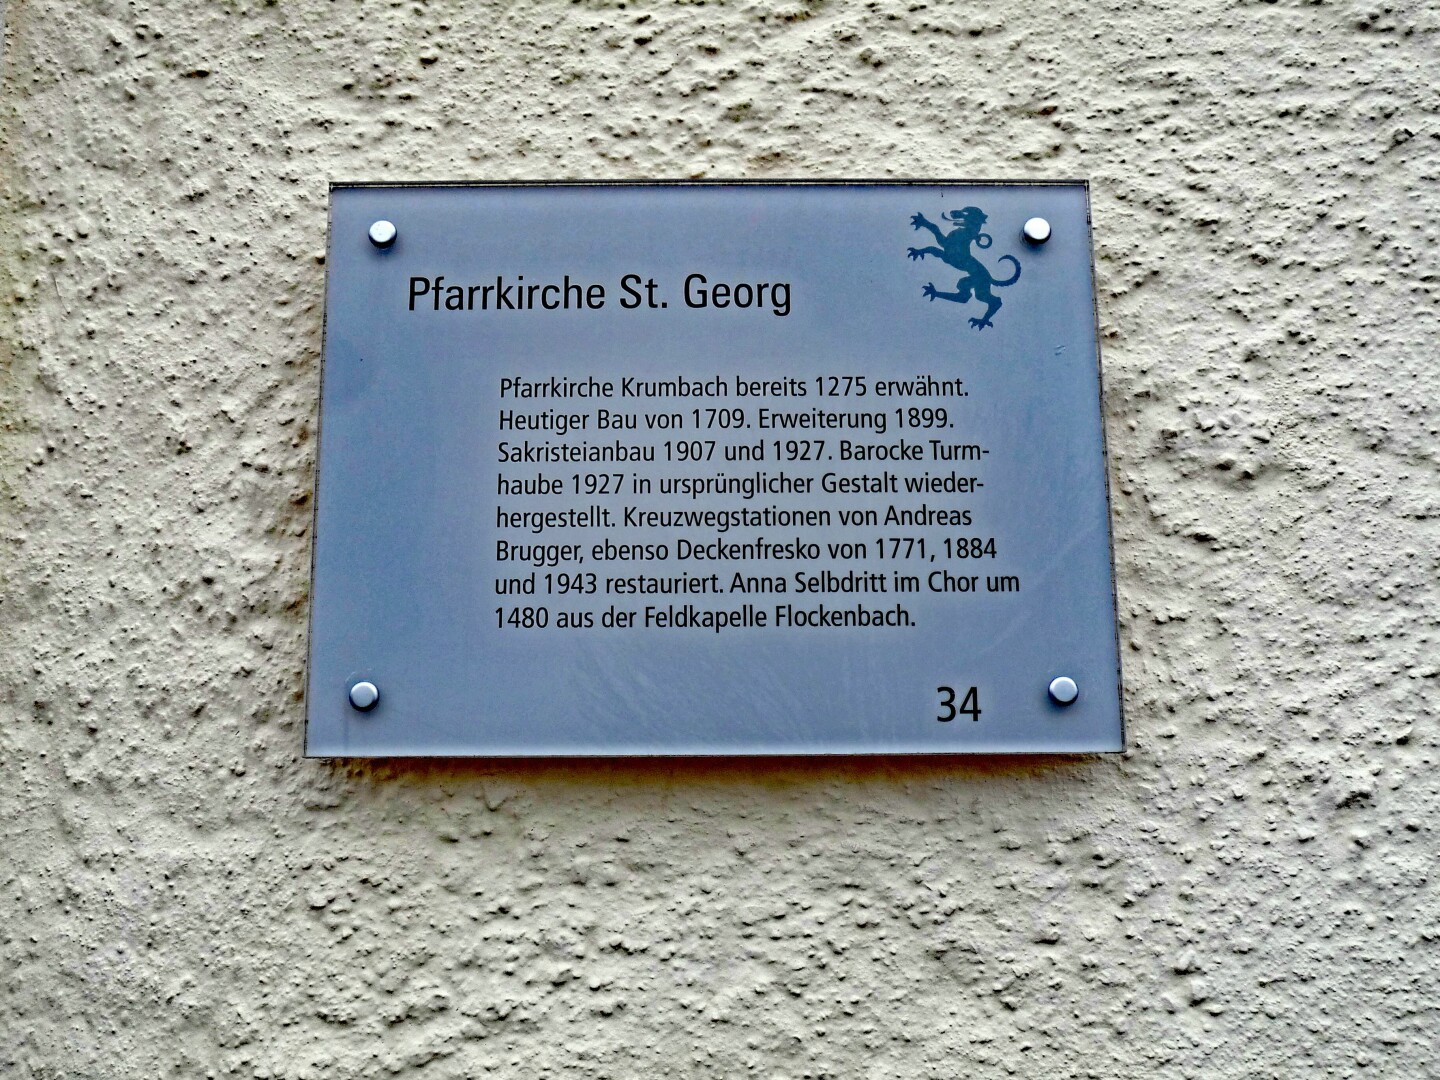 Pfarrkirche St. Georg
Pfarrkirche Krumbach bereits 1275 erwähnt.
Heutiger Bau von 1709. Erweiterung 1899.
Sakristeianbau 1907 und 1927. Barocke Turm-
haube 1927 in ursprünglicher Gestalt wieder-
hergestellt. Kreuzwegstationen von Andreas
Brugger, ebenso Deckenfresko von 1771, 1884
und 1943 restauriert. Anna Selbdritt im Chor um
1480 aus der Feldkapelle Flockenbach.
34